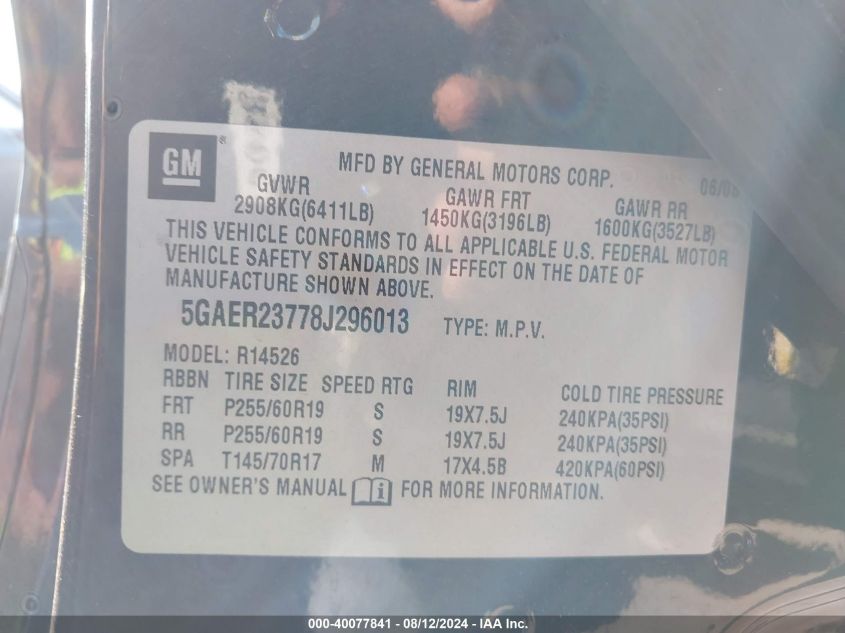 GM
MFD BY GENERAL MOTORS CORP. 06/08
GVWR GAWR FRT GAWR RR
2908KG(6411LB) 1450KG(3196LB) 1600KG(3527LB)
THIS VEHICLE CONFORMS TO ALL APPLICABLE U.S. FEDERAL MOTOR
VEHICLE SAFETY STANDARDS IN EFFECT ON THE DATE OF
MANUFACTURE SHOWN ABOVE.
5GAER23778J296013 TYPE: M.P.V.
MODEL: R14526
RBBN TIRE SIZE SPEED RTG RIM COLD TIRE PRESSURE
FRT P255/60R19 S 19X7.5J 240KPA(35PSI)
RR P255/60R19 S 19X7.5J 240KPA(35PSI)
SPA T145/70R17 M 17X4.5B 420KPA(60PSI)
SEE OWNER'S MANUAL i FOR MORE INFORMATION.
000-40077841 - 08/12/2024 - IAA Inc.